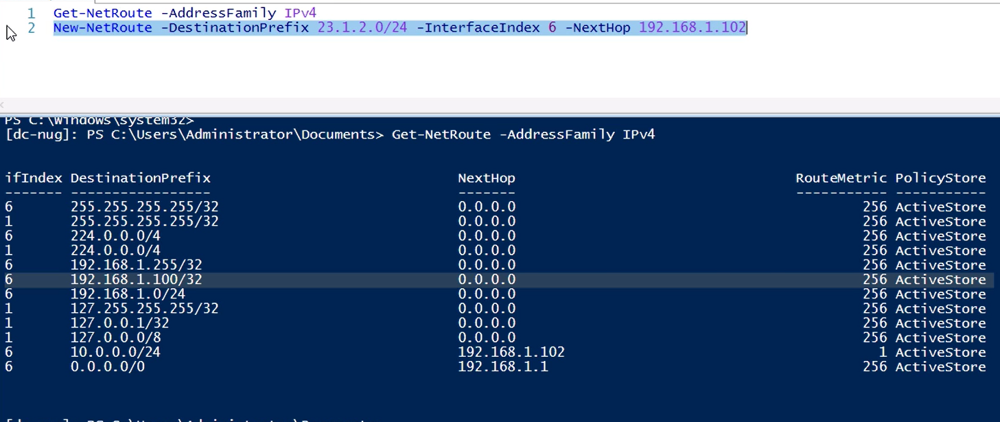 1 Get-NetRoute -AddressFamily IPv4
2 New-NetRoute -DestinationPrefix 23.1.2.0/24 -InterfaceIndex 6 -NextHop 192.168.1.102
PS C:\Windows\system32>
[dc-nug]: PS C:\Users\Administrator\Documents> Get-NetRoute -AddressFamily IPv4
ifIndex DestinationPrefix NextHop RouteMetric PolicyStore
------- ----------------- ------- ----------- -----------
6 255.255.255.255/32 0.0.0.0 256 ActiveStore
1 255.255.255.255/32 0.0.0.0 256 ActiveStore
6 224.0.0.0/4 0.0.0.0 256 ActiveStore
1 224.0.0.0/4 0.0.0.0 256 ActiveStore
6 192.168.1.255/32 0.0.0.0 256 ActiveStore
6 192.168.1.100/32 0.0.0.0 256 ActiveStore
6 192.168.1.0/24 0.0.0.0 256 ActiveStore
1 127.255.255.255/32 0.0.0.0 256 ActiveStore
1 127.0.0.1/32 0.0.0.0 256 ActiveStore
1 127.0.0.0/8 0.0.0.0 256 ActiveStore
6 10.0.0.0/24 192.168.1.102 1 ActiveStore
6 0.0.0.0/0 192.168.1.1 256 ActiveStore